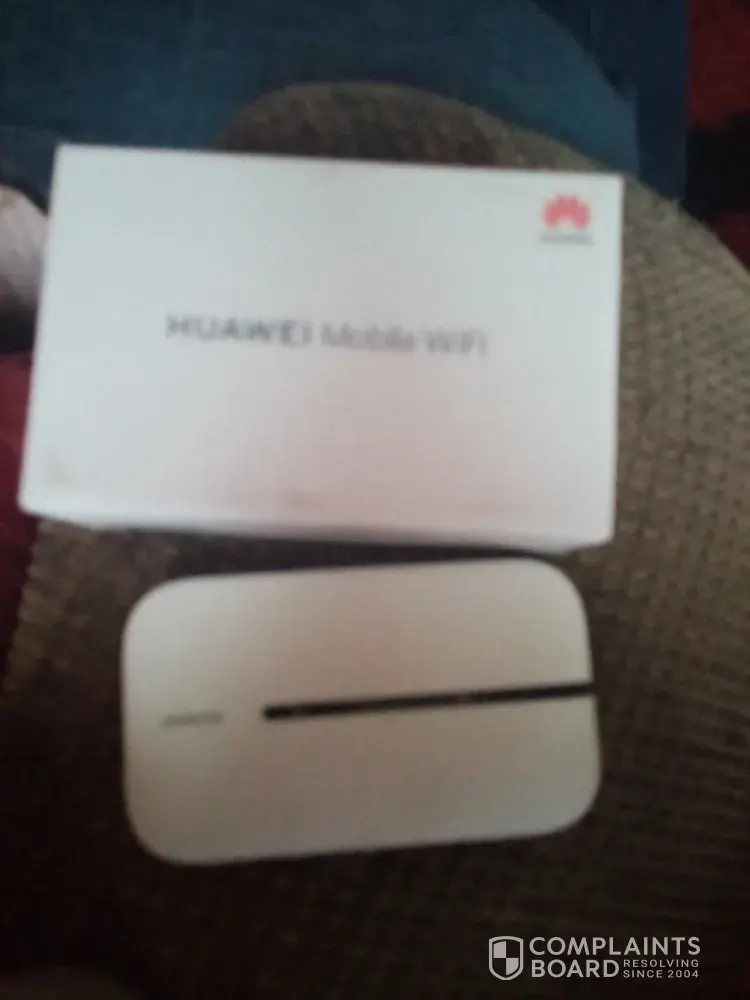 HUAWEI Mobile WiFi
COMPLAINTS
BOARD RESOLVING
SINCE 2004